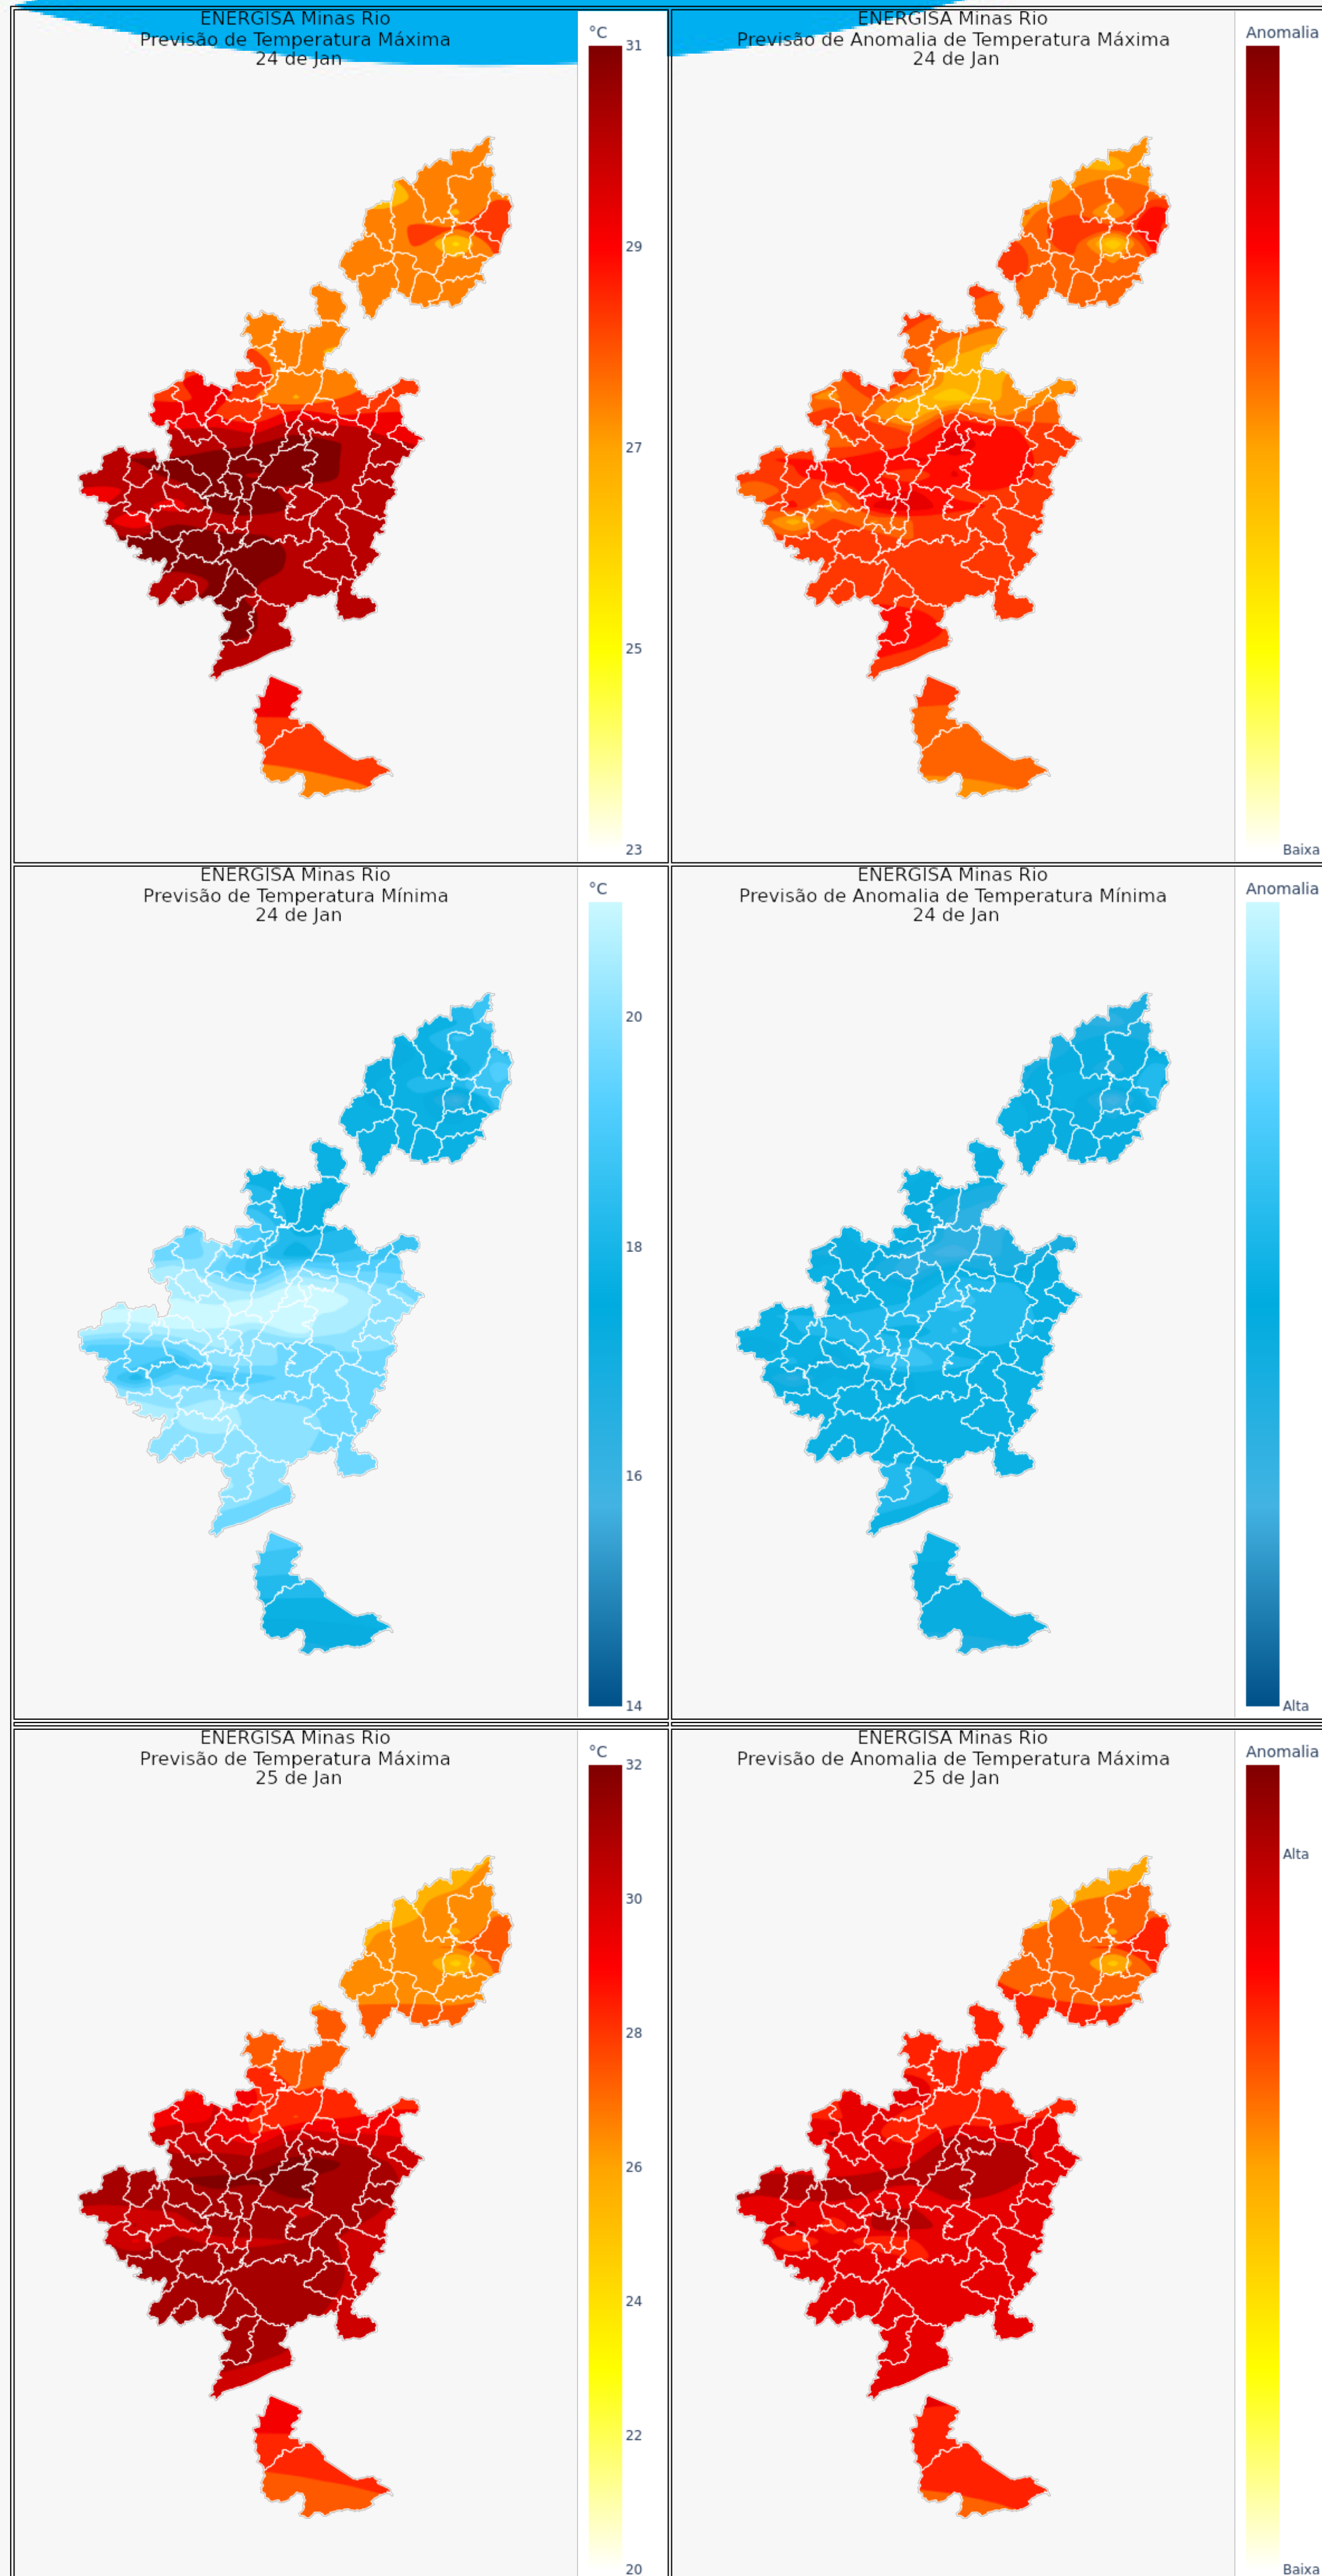 ENERGISA Minas Rio
Previsão de Temperatura Máxima
24 de Jan
°C
31
29
27
25
23
ENERGISA Minas Rio
Previsão de Anomalia de Temperatura Máxima
24 de Jan
Anomalia
Baixa
ENERGISA Minas Rio
Previsão de Temperatura Mínima
24 de Jan
°C
20
18
16
14
ENERGISA Minas Rio
Previsão de Anomalia de Temperatura Mínima
24 de Jan
Anomalia
Alta
ENERGISA Minas Rio
Previsão de Temperatura Máxima
25 de Jan
°C
32
30
28
26
24
22
20
ENERGISA Minas Rio
Previsão de Anomalia de Temperatura Máxima
25 de Jan
Anomalia
Alta
Baixa